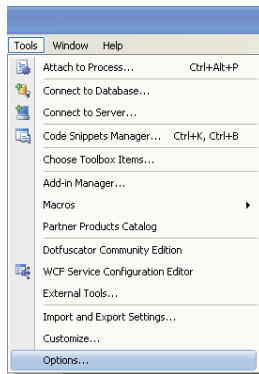 Tools Window Help
Attach to Process... Ctrl+Alt+P
Connect to Database...
Connect to Server...
Code Snippets Manager... Ctrl+K, Ctrl+B
Choose Toolbox Items...
Add-in Manager...
Macros
Partner Products Catalog
Dotfuscator Community Edition
WCF Service Configuration Editor
External Tools...
Import and Export Settings...
Customize...
Options...